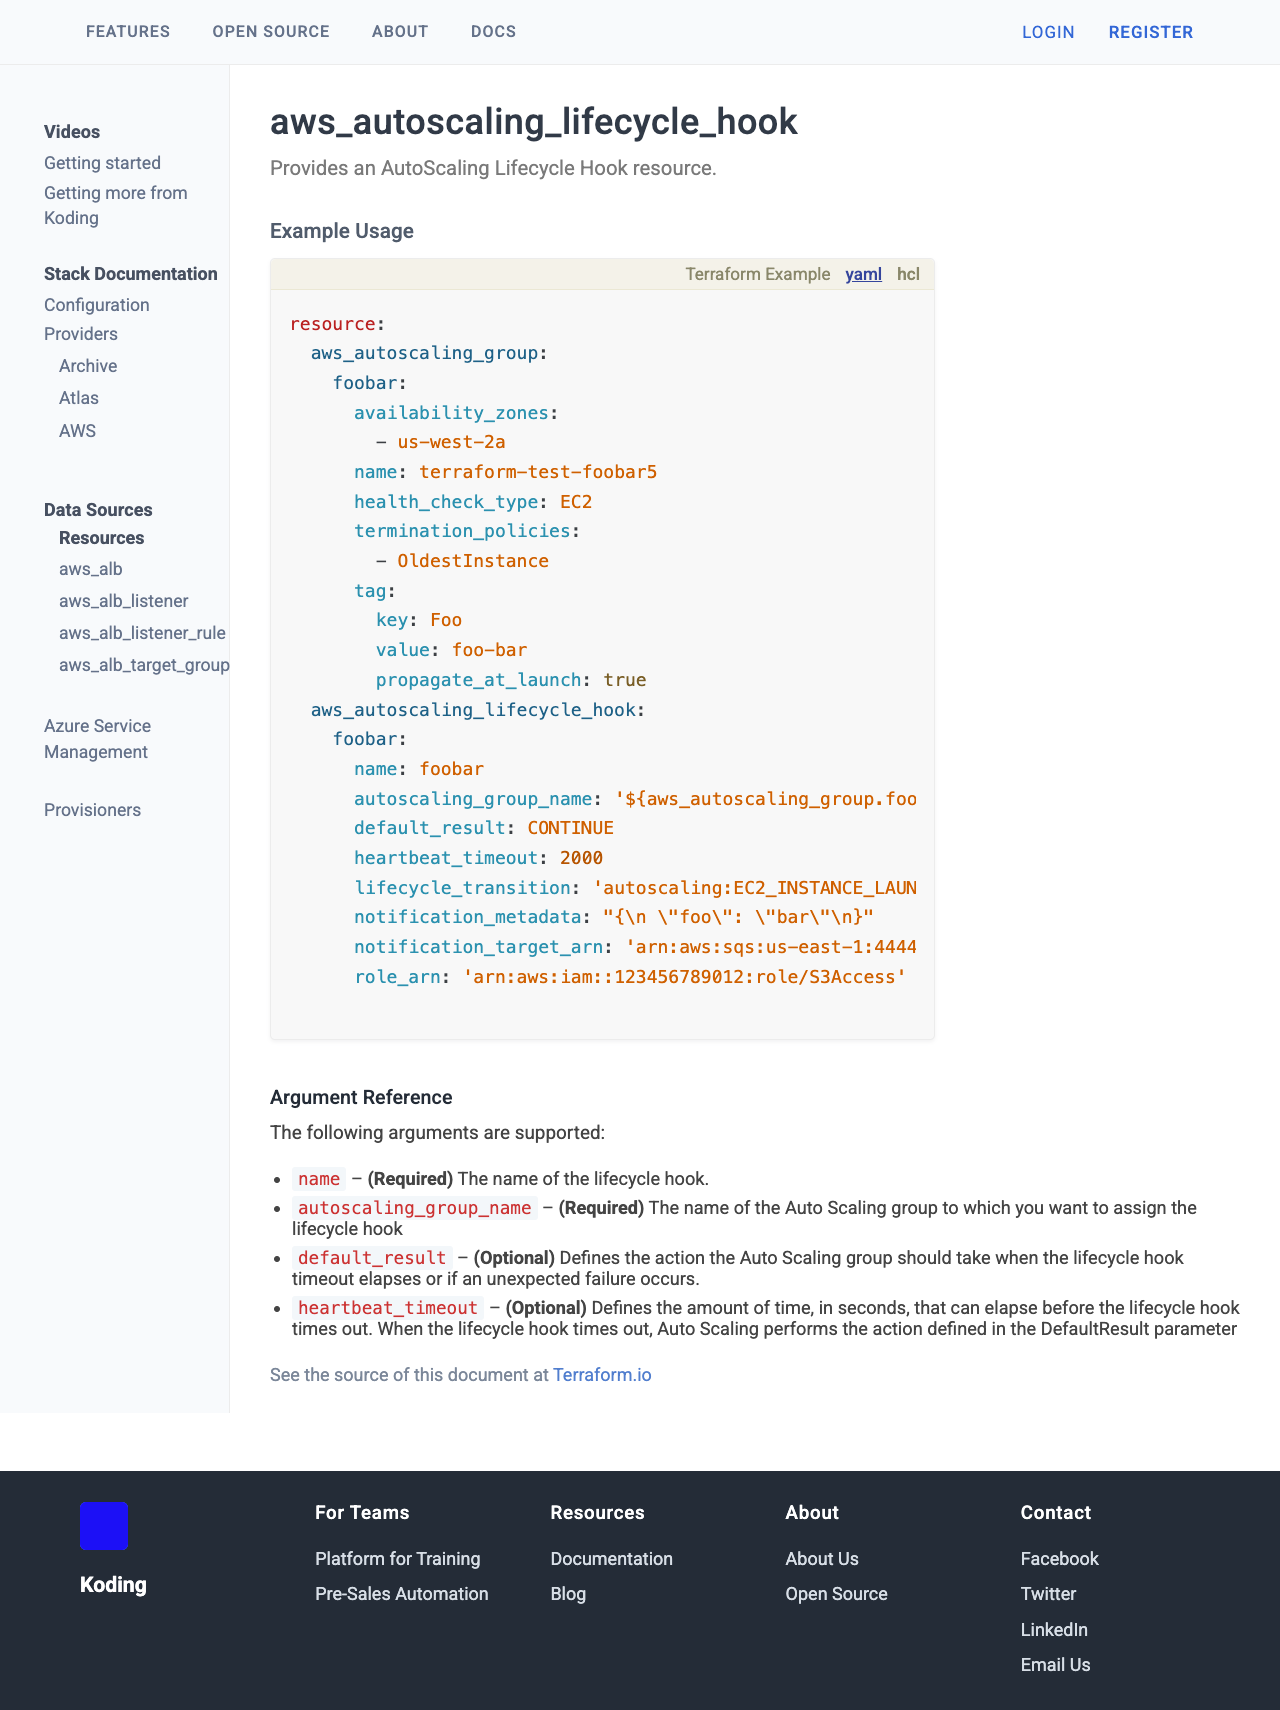 FEATURES OPEN SOURCE ABOUT DOCS LOGIN REGISTER
Videos
Getting started
Getting more from
Koding
Stack Documentation
Configuration
Providers
Archive
Atlas
AWS
Data Sources
Resources
aws_alb
aws_alb_listener
aws_alb_listener_rule
aws_alb_target_group
Azure Service
Management
Provisioners
aws_autoscaling_lifecycle_hook
Provides an AutoScaling Lifecycle Hook resource.
Example Usage
Terraform Example yaml hcl
resource:
  aws_autoscaling_group:
    foobar:
      availability_zones:
        - us-west-2a
      name: terraform-test-foobar5
      health_check_type: EC2
      termination_policies:
        - OldestInstance
      tag:
        key: Foo
        value: foo-bar
        propagate_at_launch: true
  aws_autoscaling_lifecycle_hook:
    foobar:
      name: foobar
      autoscaling_group_name: '${aws_autoscaling_group.foo
      default_result: CONTINUE
      heartbeat_timeout: 2000
      lifecycle_transition: 'autoscaling:EC2_INSTANCE_LAUN
      notification_metadata: "{\n \"foo\": \"bar\"\n}"
      notification_target_arn: 'arn:aws:sqs:us-east-1:4444
      role_arn: 'arn:aws:iam::123456789012:role/S3Access'
Argument Reference
The following arguments are supported:
• name – (Required) The name of the lifecycle hook.
• autoscaling_group_name – (Required) The name of the Auto Scaling group to which you want to assign the
lifecycle hook
• default_result – (Optional) Defines the action the Auto Scaling group should take when the lifecycle hook
timeout elapses or if an unexpected failure occurs.
• heartbeat_timeout – (Optional) Defines the amount of time, in seconds, that can elapse before the lifecycle hook
times out. When the lifecycle hook times out, Auto Scaling performs the action defined in the DefaultResult parameter
See the source of this document at Terraform.io
Koding
For Teams
Platform for Training
Pre-Sales Automation
Resources
Documentation
Blog
About
About Us
Open Source
Contact
Facebook
Twitter
LinkedIn
Email Us